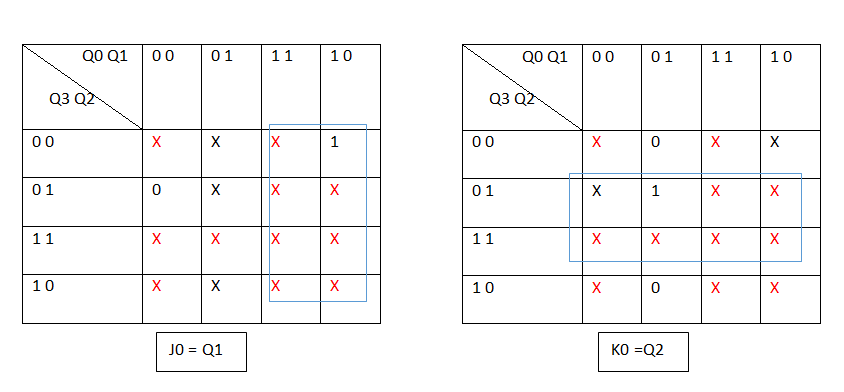 Q0 Q1 0 0 0 1 1 1 1 0
Q3 Q2
0 0 X X X 1
0 1 0 X X X
1 1 X X X X
1 0 X X X X
J0 = Q1
Q0 Q1 0 0 0 1 1 1 1 0
Q3 Q2
0 0 X 0 X X
0 1 X 1 X X
1 1 X X X X
1 0 X 0 X X
K0 =Q2